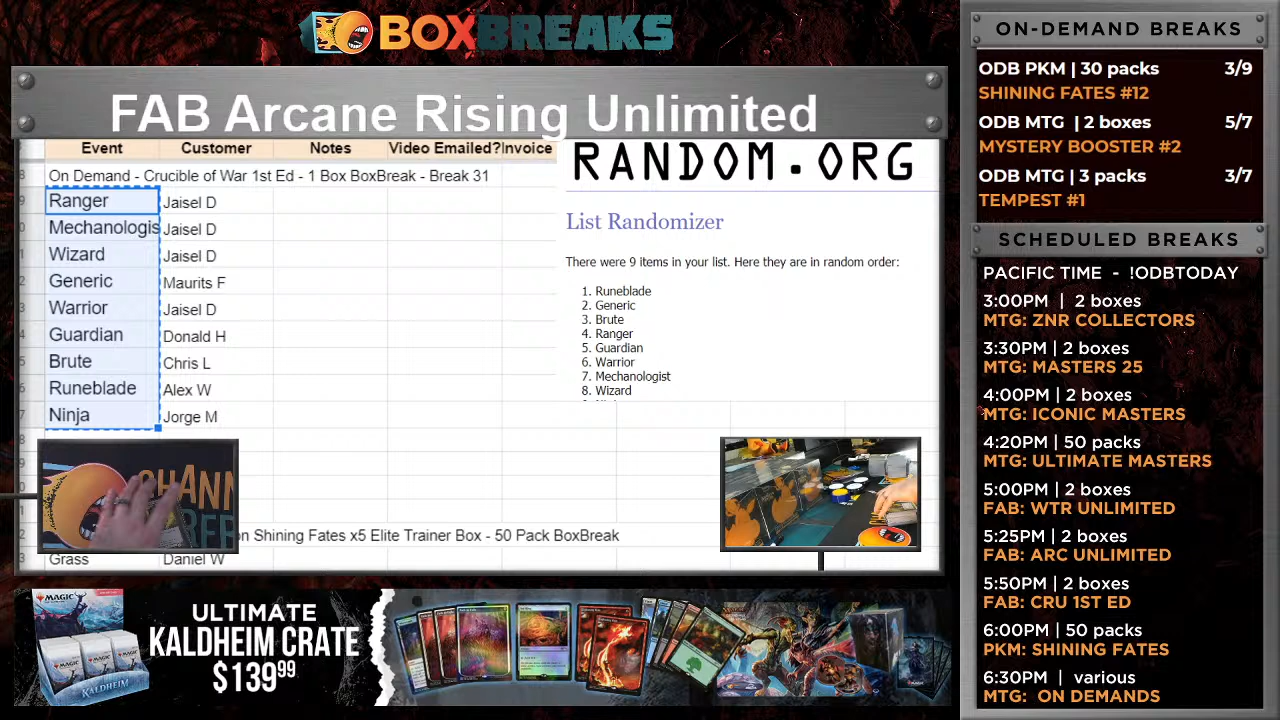 BOXBREAKS
FAB Arcane Rising Unlimited
Event Customer Notes Video Emailed? Invoice
On Demand - Crucible of War 1st Ed - 1 Box BoxBreak - Break 31
Ranger Jaisel D
Mechanologis Jaisel D
Wizard Jaisel D
Generic Maurits F
Warrior Jaisel D
Guardian Donald H
Brute Chris L
Runeblade Alex W
Ninja Jorge M
on Shining Fates x5 Elite Trainer Box - 50 Pack BoxBreak
Grass Daniel W
RANDOM.ORG
List Randomizer
There were 9 items in your list. Here they are in random order:
1. Runeblade
2. Generic
3. Brute
4. Ranger
5. Guardian
6. Warrior
7. Mechanologist
8. Wizard
CHANN
REE
MAGIC
KALDHEIM
ULTIMATE
KALDHEIM CRATE
$139⁹⁹
ON-DEMAND BREAKS
ODB PKM | 30 packs 3/9
SHINING FATES #12
ODB MTG | 2 boxes 5/7
MYSTERY BOOSTER #2
ODB MTG | 3 packs 3/7
TEMPEST #1
SCHEDULED BREAKS
PACIFIC TIME - !ODBTODAY
3:00PM | 2 boxes
MTG: ZNR COLLECTORS
3:30PM | 2 boxes
MTG: MASTERS 25
4:00PM | 2 boxes
MTG: ICONIC MASTERS
4:20PM | 50 packs
MTG: ULTIMATE MASTERS
5:00PM | 2 boxes
FAB: WTR UNLIMITED
5:25PM | 2 boxes
FAB: ARC UNLIMITED
5:50PM | 2 boxes
FAB: CRU 1ST ED
6:00PM | 50 packs
PKM: SHINING FATES
6:30PM | various
MTG: ON DEMANDS